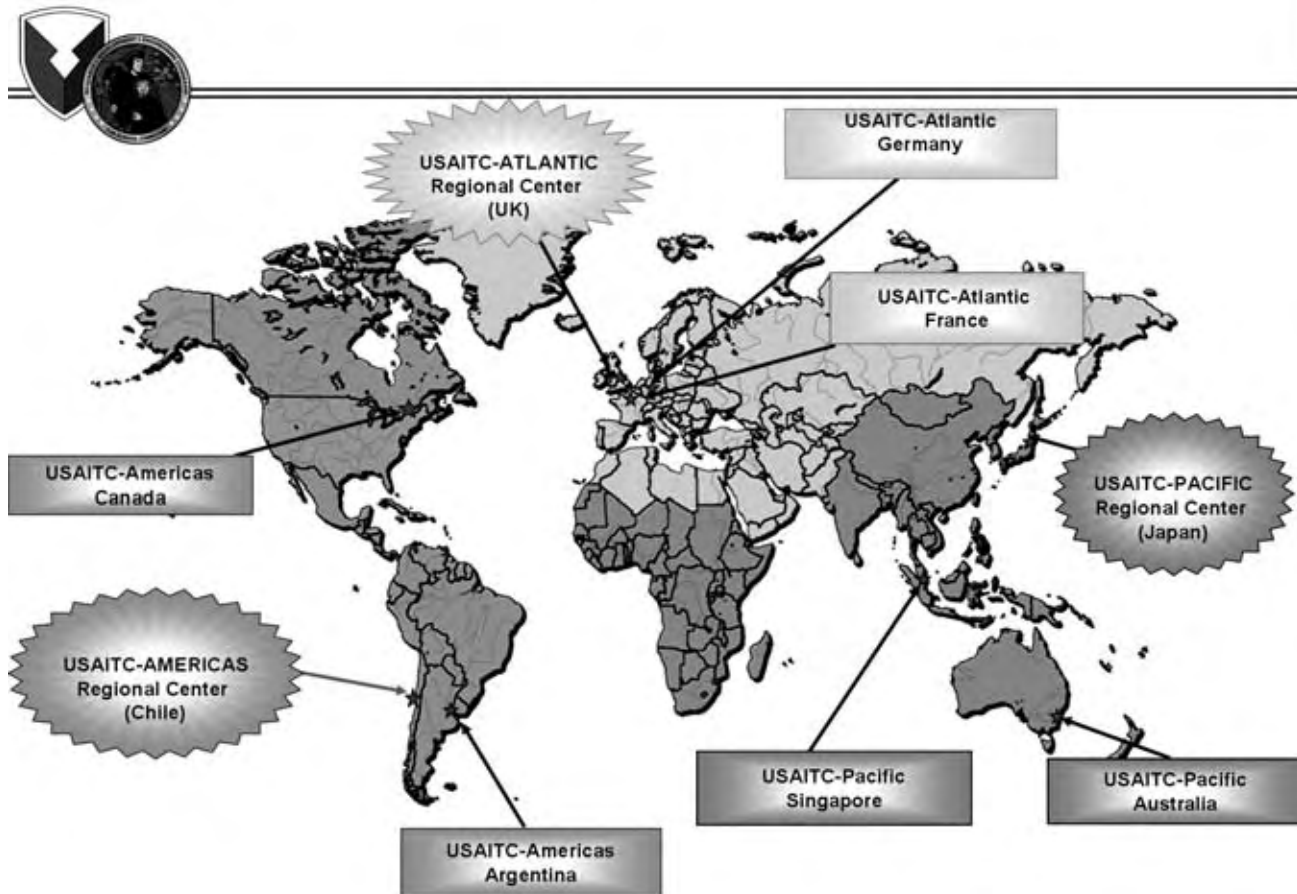 USAITC-Atlantic
Germany
USAITC-ATLANTIC
Regional Center
(UK)
USAITC-Atlantic
France
USAITC-Americas
Canada
USAITC-PACIFIC
Regional Center
(Japan)
USAITC-AMERICAS
Regional Center
(Chile)
USAITC-Pacific
Singapore
USAITC-Pacific
Australia
USAITC-Americas
Argentina